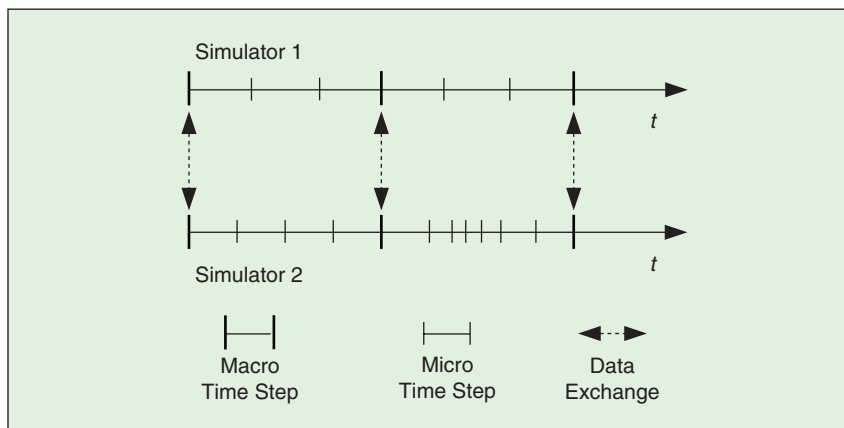 Simulator 1
t
t
Simulator 2
Macro
Time Step
Micro
Time Step
Data
Exchange